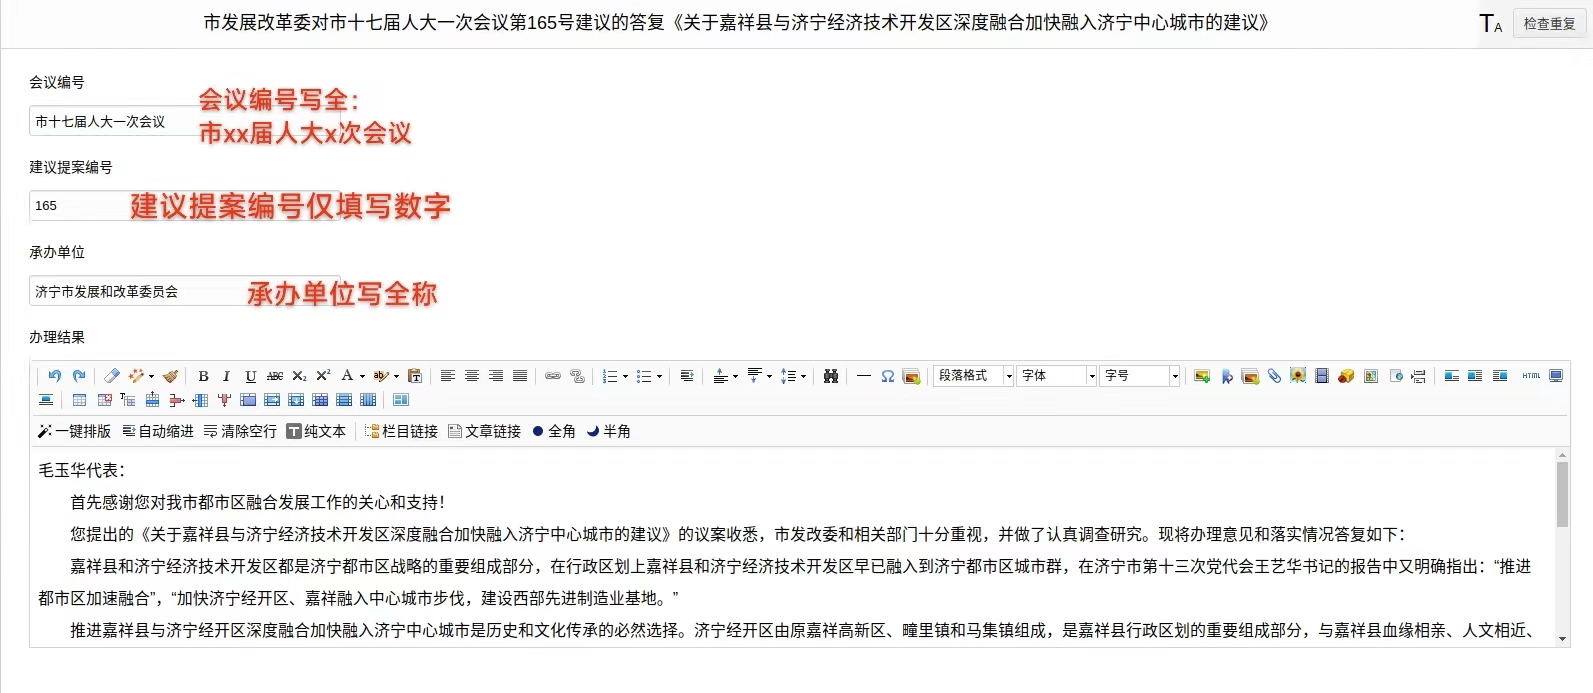 市发展改革委对市十七届人大一次会议第165号建议的答复《关于嘉祥县与济宁经济技术开发区深度融合加快融入济宁中心城市的建议》
TA 检查重复
会议编号
会议编号写全：
市十七届人大一次会议
市xx届人大x次会议
建议提案编号
165 建议提案编号仅填写数字
承办单位
济宁市发展和改革委员会 承办单位写全称
办理结果
B I U ABC X₂ X² A ab T Ω 段落格式 字体 字号 HTML
一键排版 自动缩进 清除空行 T纯文本 栏目链接 文章链接 全角 半角
毛玉华代表：
首先感谢您对我市都市区融合发展工作的关心和支持！
您提出的《关于嘉祥县与济宁经济技术开发区深度融合加快融入济宁中心城市的建议》的议案收悉，市发改委和相关部门十分重视，并做了认真调查研究。现将办理意见和落实情况答复如下：
嘉祥县和济宁经济技术开发区都是济宁都市区战略的重要组成部分，在行政区划上嘉祥县和济宁经济技术开发区早已融入到济宁都市区城市群，在济宁市第十三次党代会王艺华书记的报告中又明确指出：“推进
都市区加速融合”，“加快济宁经开区、嘉祥融入中心城市步伐，建设西部先进制造业基地。”
推进嘉祥县与济宁经开区深度融合加快融入济宁中心城市是历史和文化传承的必然选择。济宁经开区由原嘉祥高新区、疃里镇和马集镇组成，是嘉祥县行政区划的重要组成部分，与嘉祥县血缘相亲、人文相近、